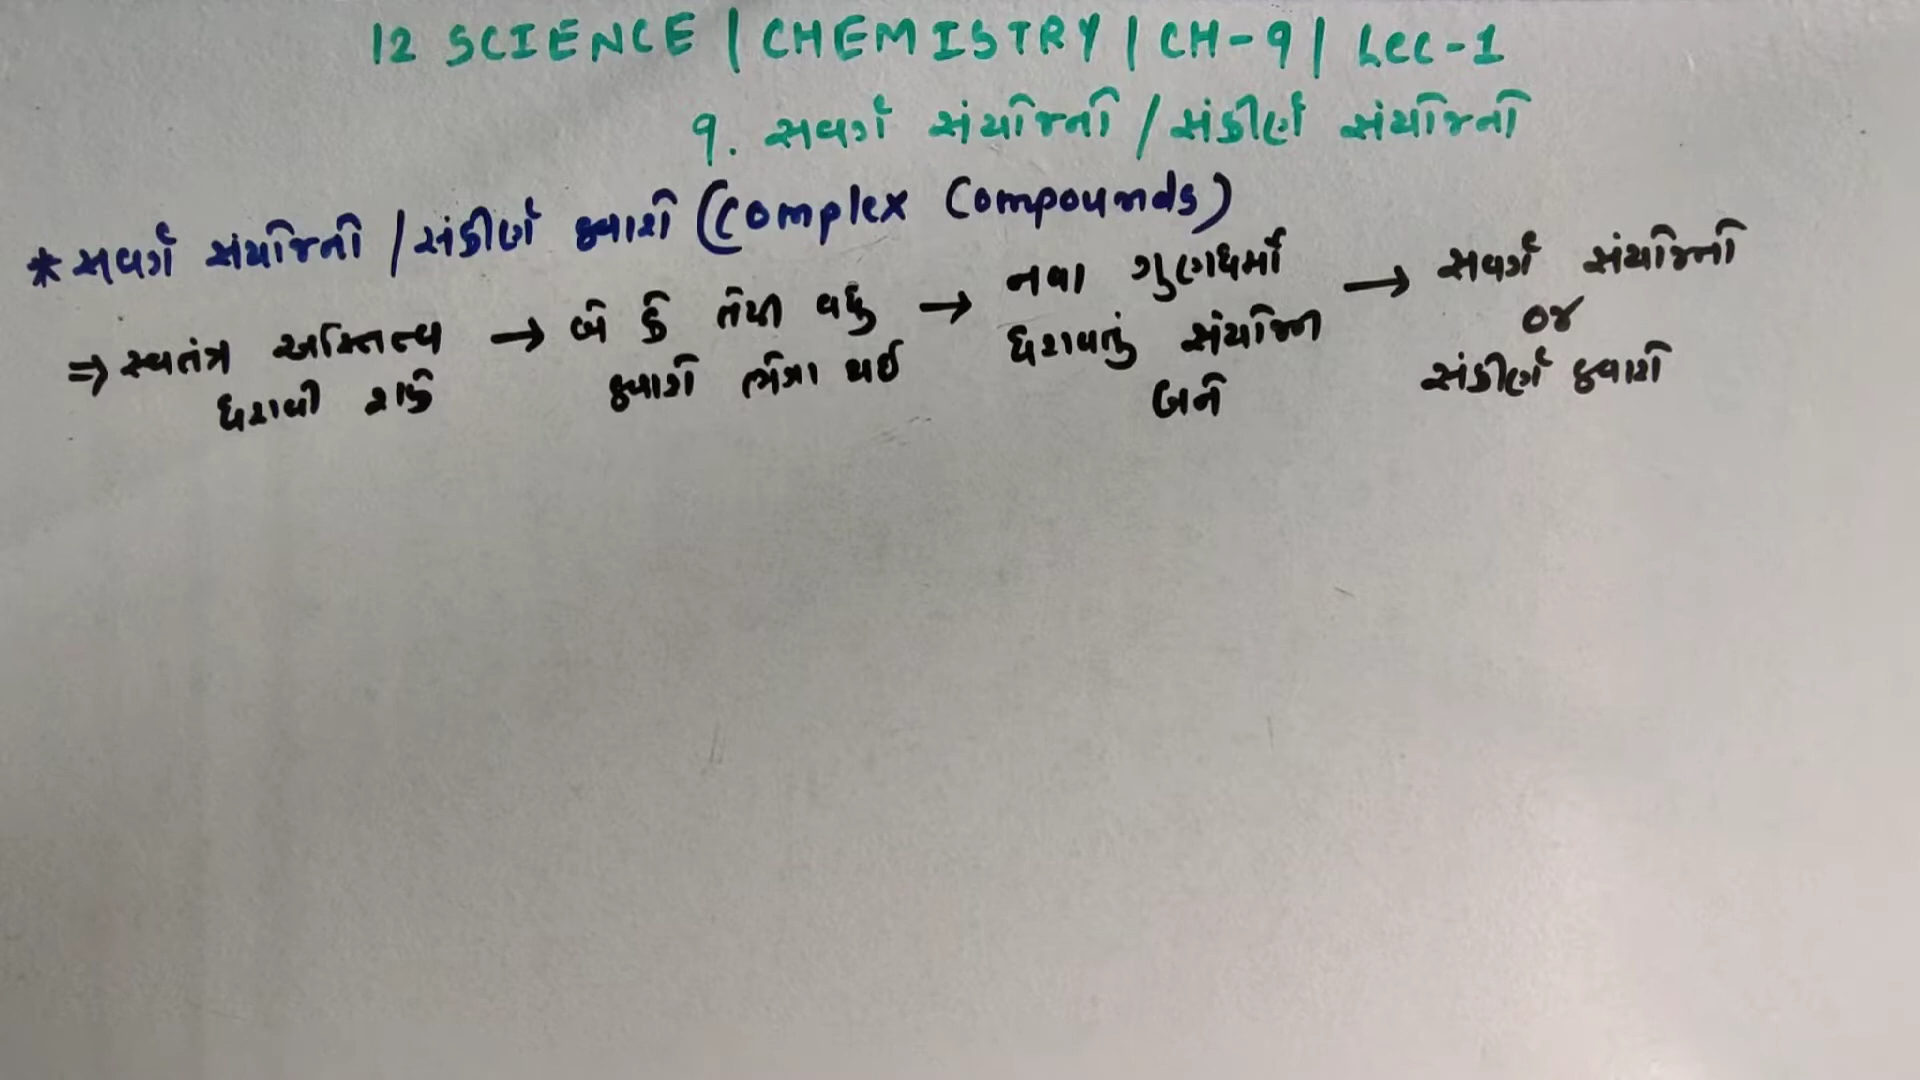 12 SCIENCE | CHEMISTRY | CH-9 | Lec-1
9. સવર્ગ સંયોજનો / સંકીર્ણ સંયોજનો
* સવર્ગ સંયોજનો / સંકીર્ણ ક્ષારો (Complex Compounds)
⇒ સ્વતંત્ર અસ્તિત્વ → બે કે તેથી વધુ → નવા ગુણધર્મો → સવર્ગ સંયોજનો
ધરાવી શકે ક્ષારો ભેગા થઈ ધરાવતું સંયોજન or
બને સંકીર્ણ ક્ષારો